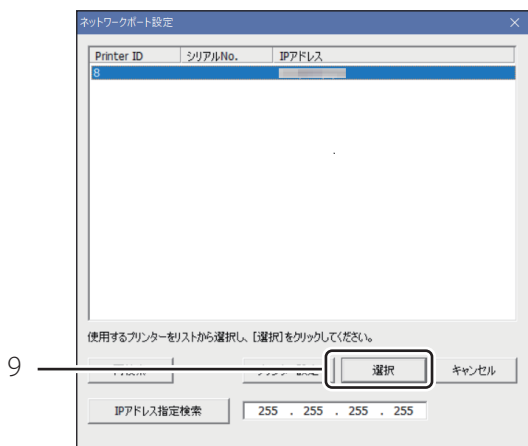 ネットワークポート設定
Printer ID シリアルNo. IPアドレス
8
使用するプリンターをリストから選択し、[選択]をクリックしてください。
9 選択 キャンセル
IPアドレス指定検索 255 . 255 . 255 . 255